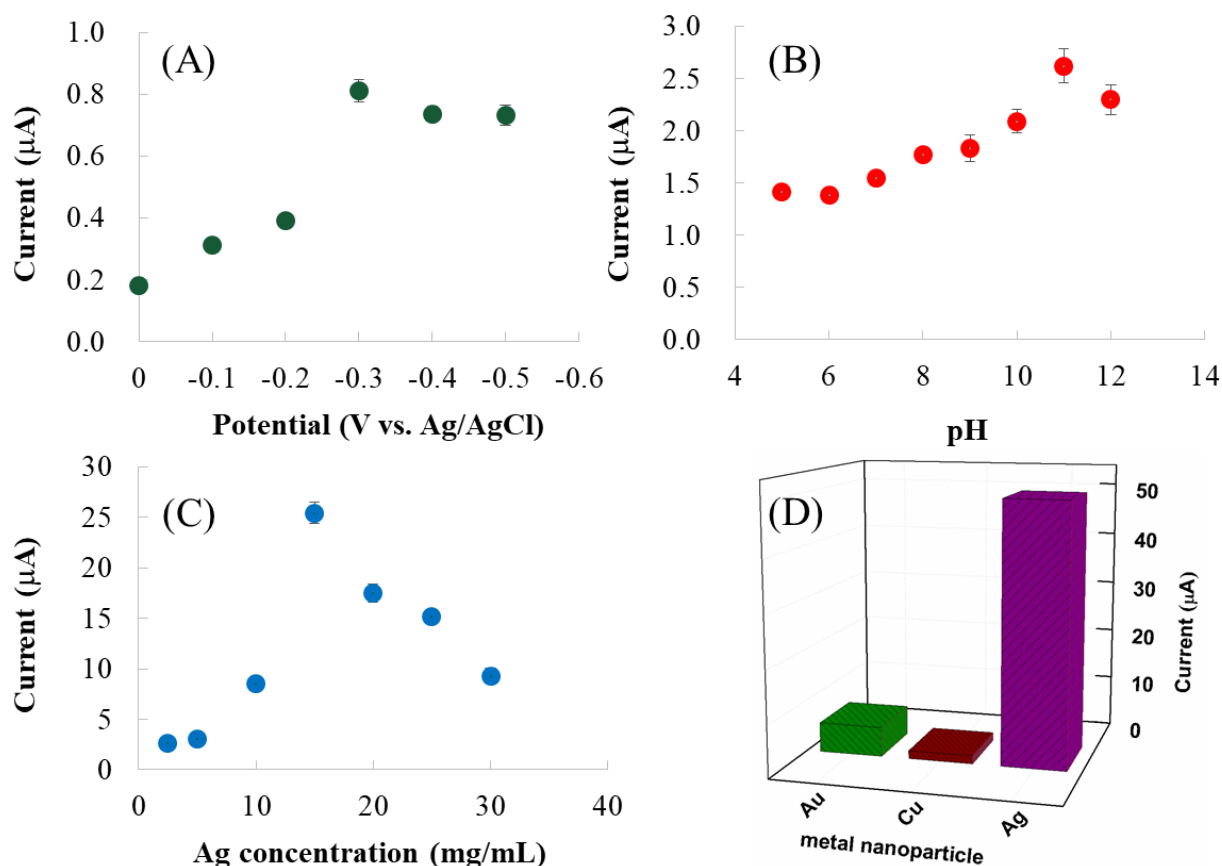 (A)
Current (µA)
1.0
0.8
0.6
0.4
0.2
0.0
0 -0.1 -0.2 -0.3 -0.4 -0.5 -0.6
Potential (V vs. Ag/AgCl)
(B)
Current (µA)
3.0
2.5
2.0
1.5
1.0
0.5
0.0
4 6 8 10 12 14
pH
(C)
Current (µA)
30
25
20
15
10
5
0
0 10 20 30 40
Ag concentration (mg/mL)
(D)
50
40
30
20
10
0
Current (µA)
Au Cu Ag
metal nanoparticle